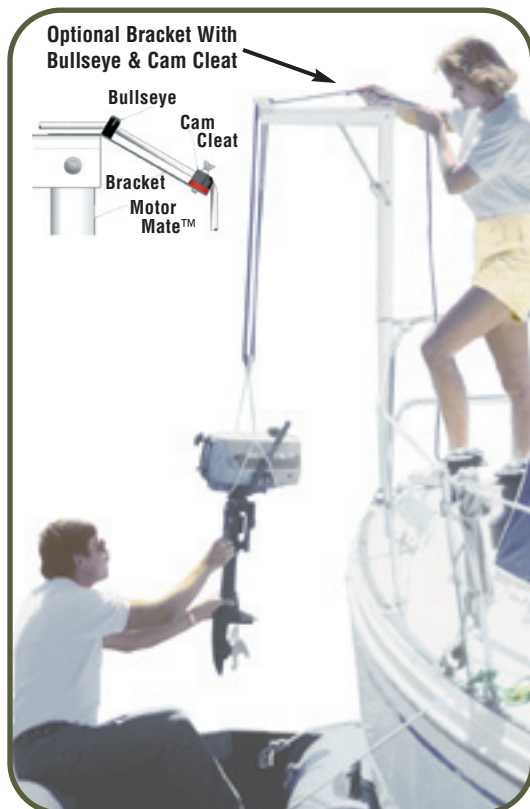 Optional Bracket With
Bullseye & Cam Cleat
Bullseye
Cam
Cleat
Bracket
Motor
Mate™